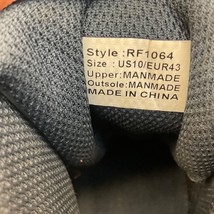 Style : RF1064
Size : US10/EUR43
Upper: MANMADE
Outsole: MANMADE
MADE IN CHINA